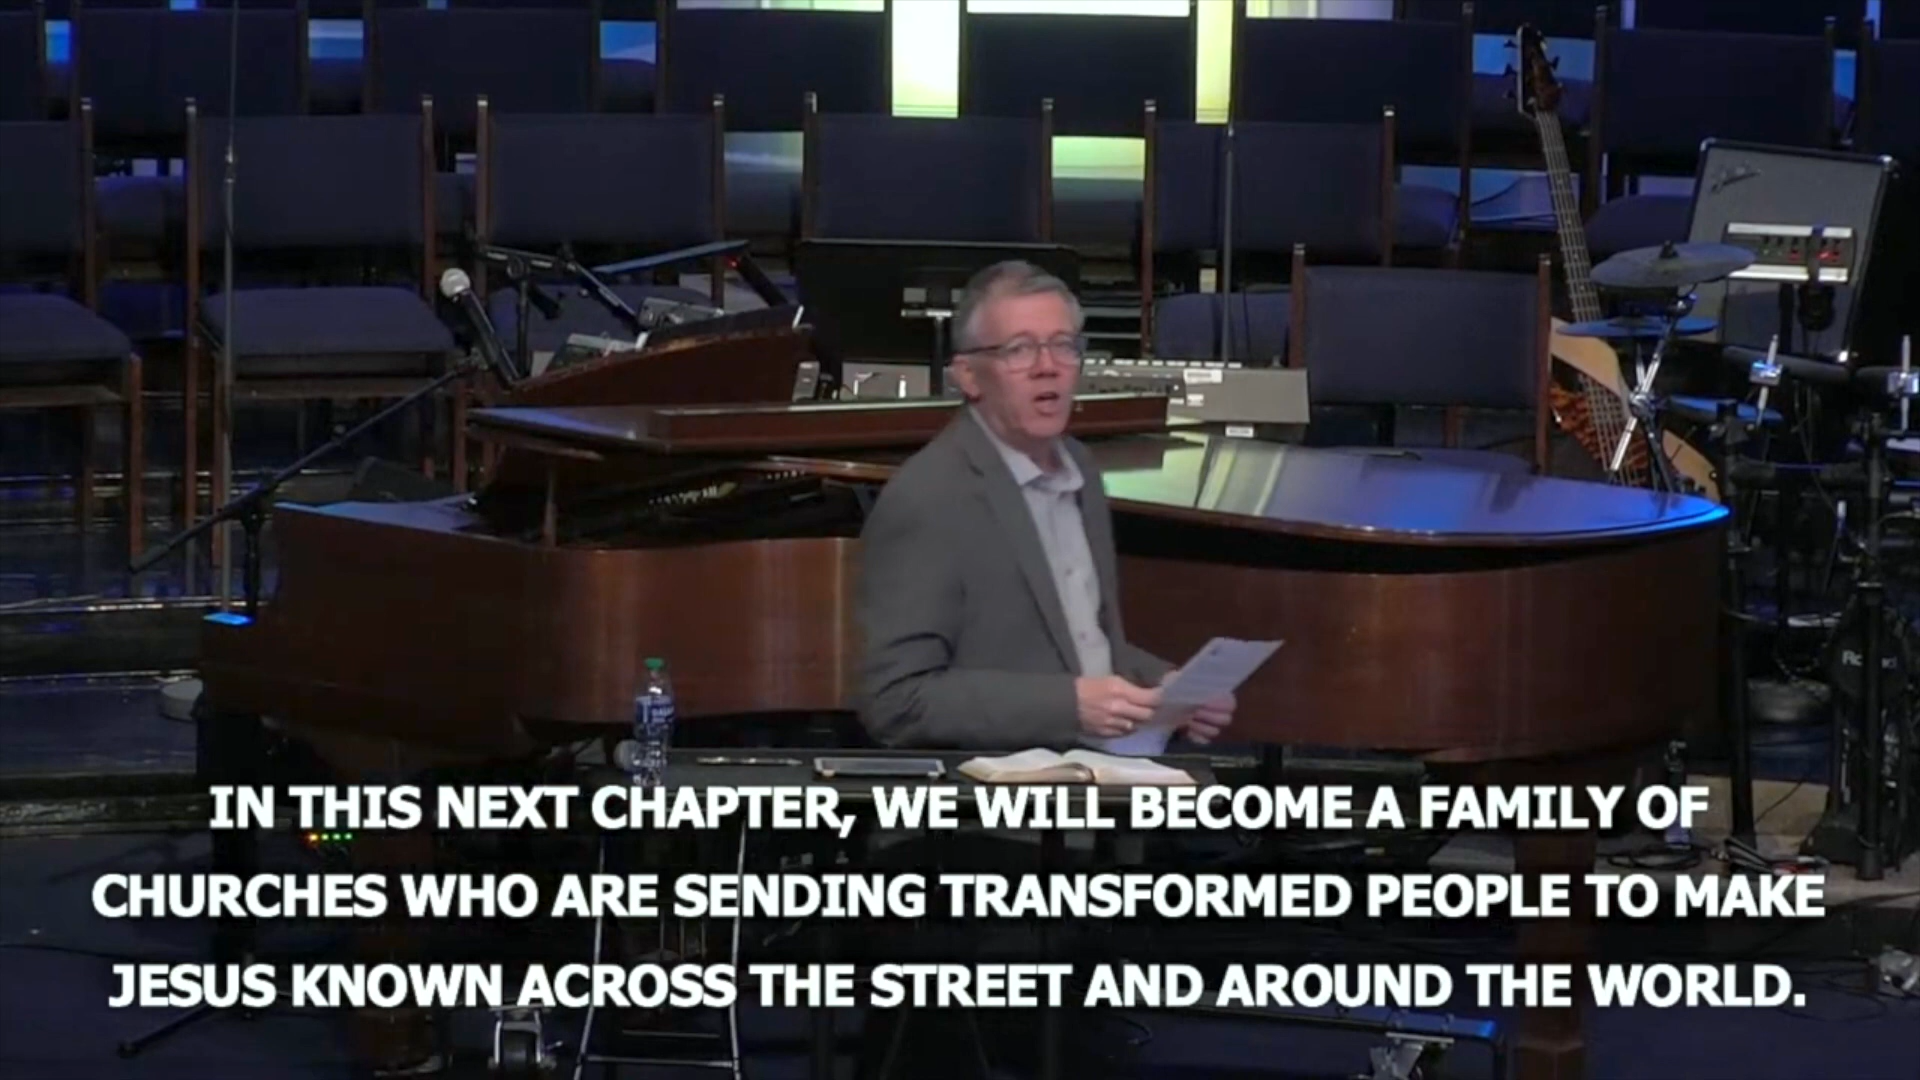 IN THIS NEXT CHAPTER, WE WILL BECOME A FAMILY OF
CHURCHES WHO ARE SENDING TRANSFORMED PEOPLE TO MAKE
JESUS KNOWN ACROSS THE STREET AND AROUND THE WORLD.